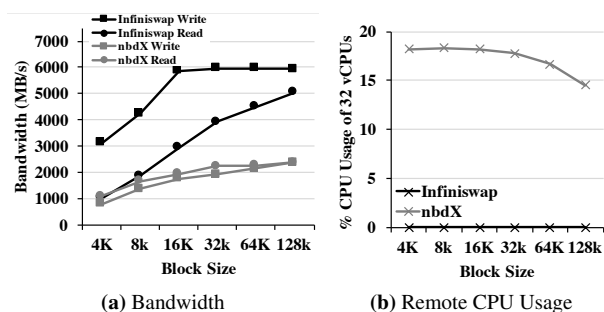 Infiniswap Write
Infiniswap Read
nbdX Write
nbdX Read
Bandwidth (MB/s)
7000
6000
5000
4000
3000
2000
1000
0
4K 8k 16K 32k 64K 128k
Block Size
(a) Bandwidth
% CPU Usage of 32 vCPUs
20
15
10
5
0
Infiniswap
nbdX
4K 8K 16K 32K 64K 128K
Block Size
(b) Remote CPU Usage